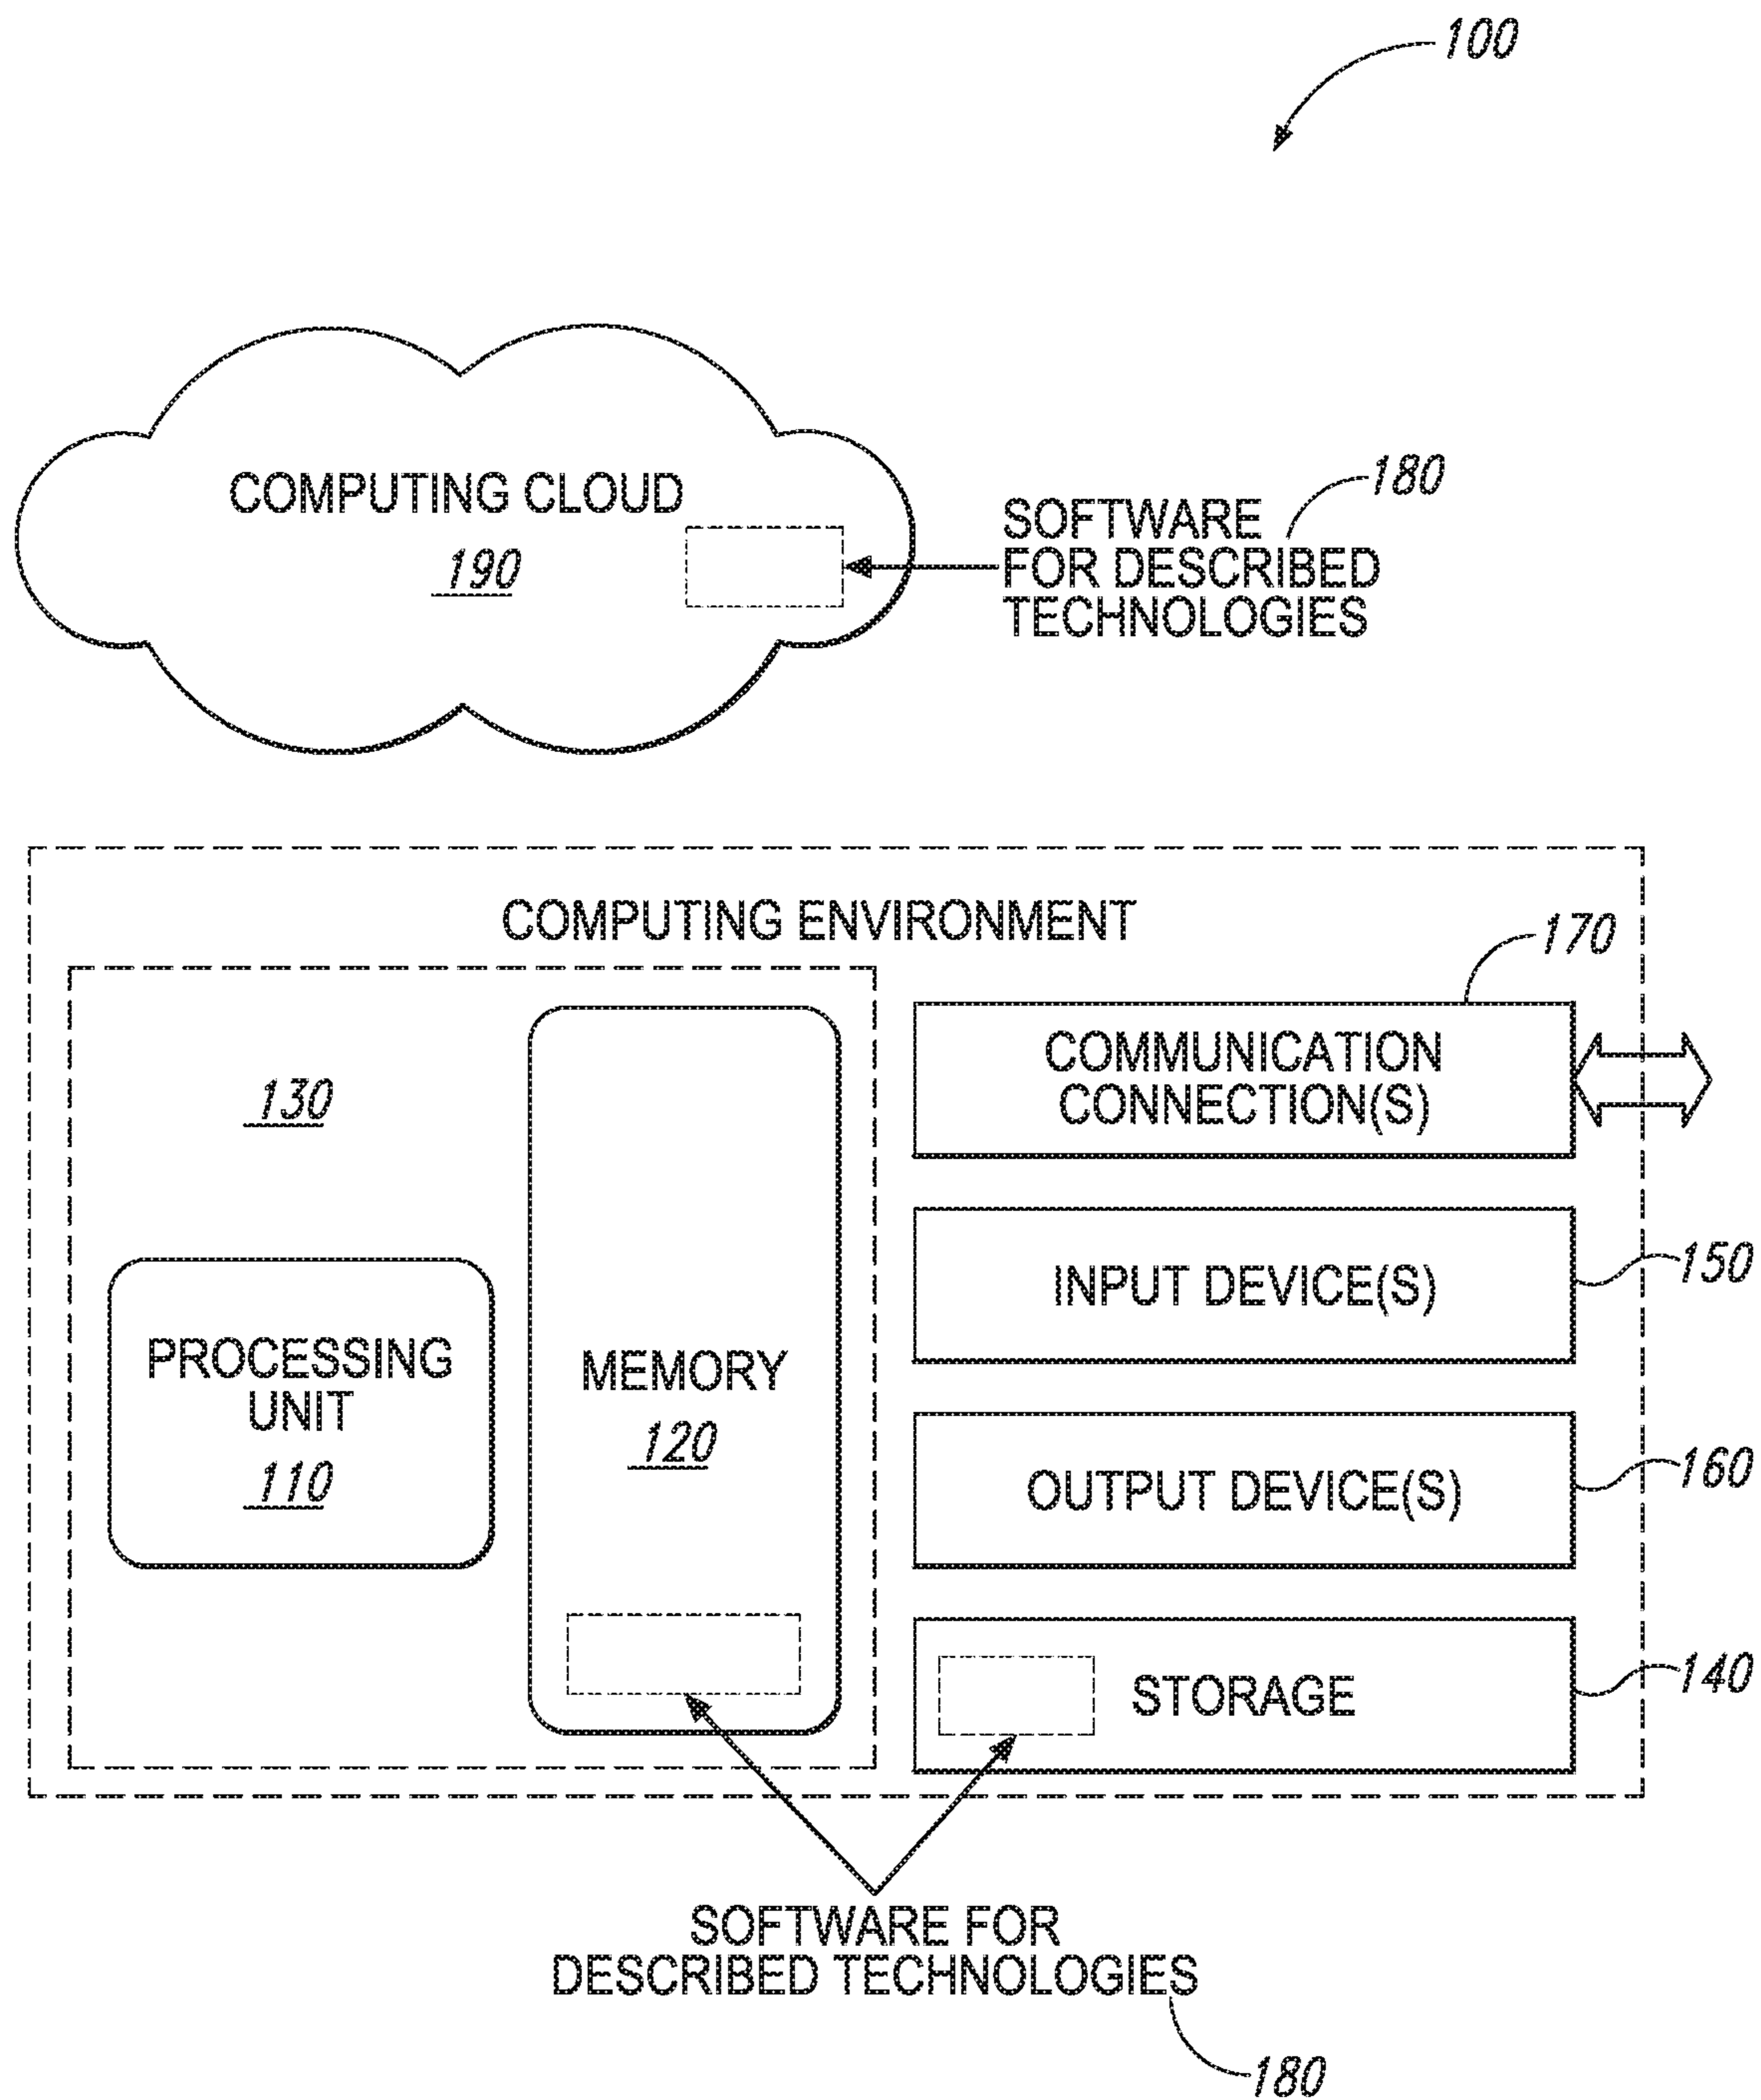 100
COMPUTING CLOUD
190
180
SOFTWARE
FOR DESCRIBED
TECHNOLOGIES
COMPUTING ENVIRONMENT
170
130
COMMUNICATION
CONNECTION(S)
INPUT DEVICE(S)
150
PROCESSING
UNIT
110
MEMORY
120
OUTPUT DEVICE(S)
160
STORAGE
140
SOFTWARE FOR
DESCRIBED TECHNOLOGIES
180